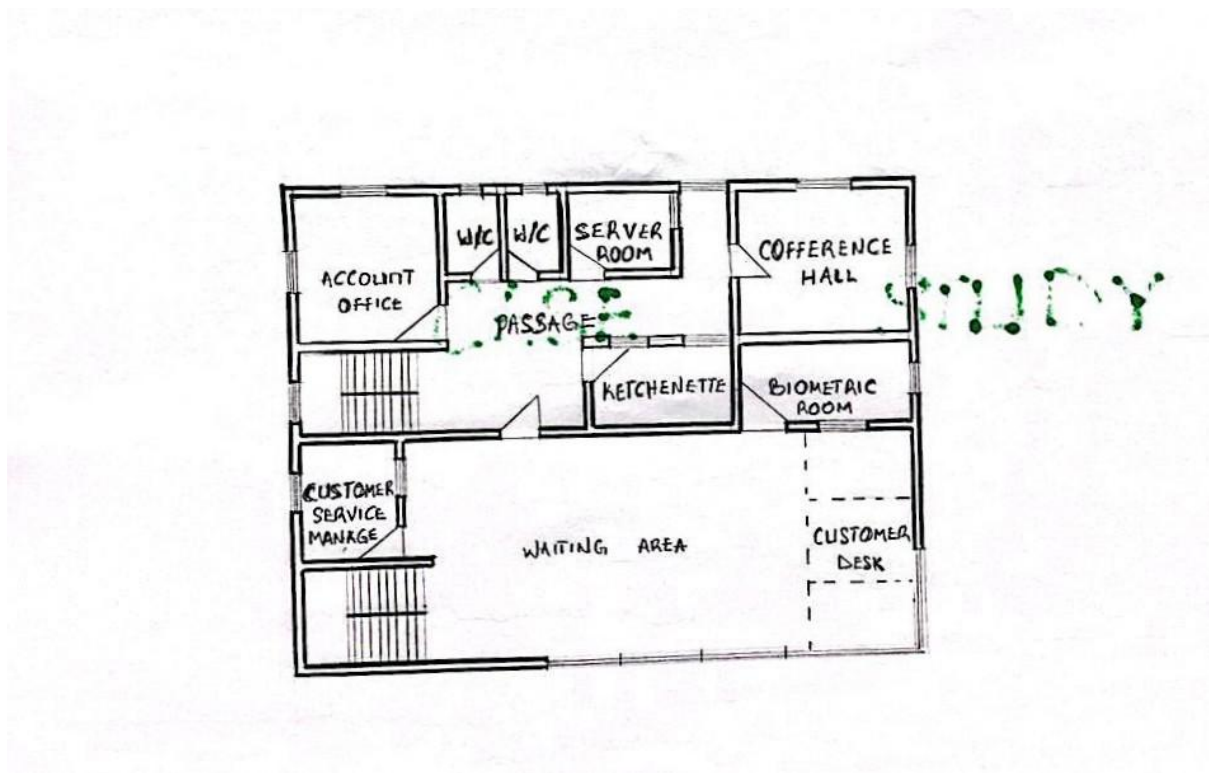 W/C
W/C
SERVER
ROOM
COFFERENCE
HALL
ACCOUNT
OFFICE
PASSAGE
STUDY
KETCHENETTE
BIOMETRIC
ROOM
CUSTOMER
SERVICE
MANAGE
WAITING AREA
CUSTOMER
DESK